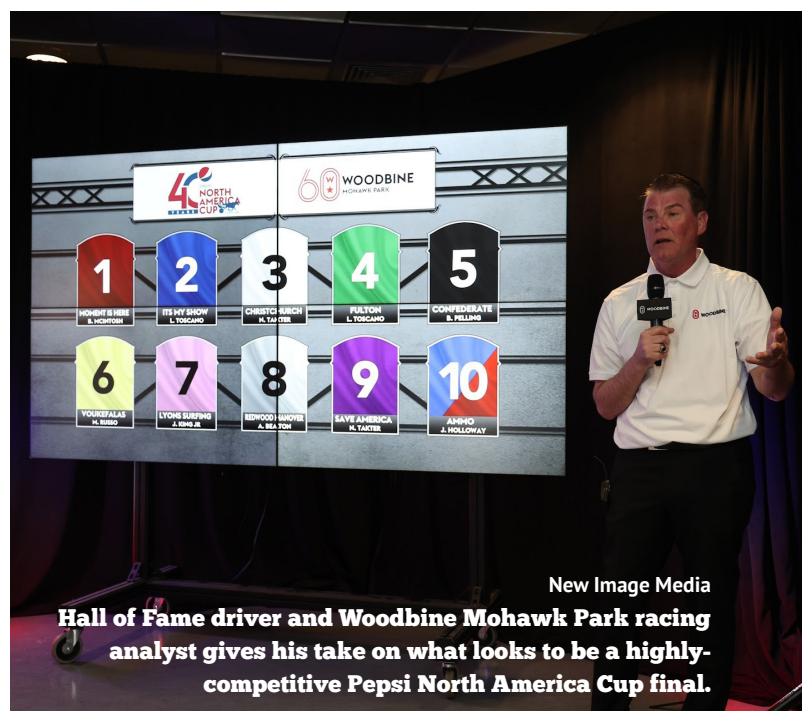 40 NORTH
YEARS AMERICA
CUP
60 WOODBINE
MOHAWK PARK
1
MOMENT IS HERE
B. MCINTOSH
2
ITS MY SHOW
L. TOSCANO
3
CHRISTCHURCH
N. TAKTER
4
FULTON
L. TOSCANO
5
CONFEDERATE
B. PELLING
6
VOUKEFALAS
M. RUSSO
7
LYONS SURFING
J. KING JR
8
REDWOOD HANOVER
A. BEATON
9
SAVE AMERICA
N. TAKTER
10
AMMO
J. HOLLOWAY
WOODBINE
WOODBINE
New Image Media
Hall of Fame driver and Woodbine Mohawk Park racing
analyst gives his take on what looks to be a highly-
competitive Pepsi North America Cup final.